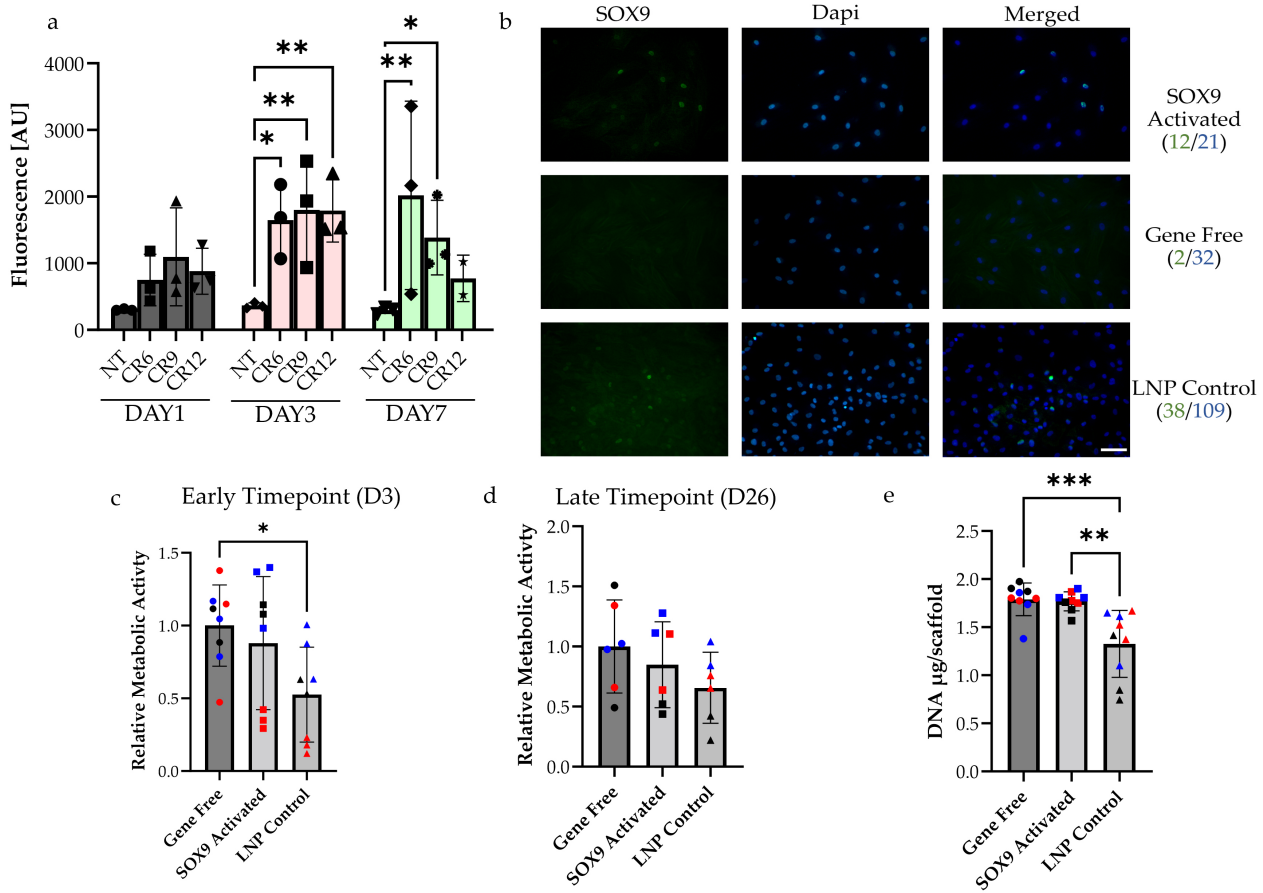 a
Fluorescence [AU]
4000
3000
2000
1000
0
**
**
*
*
**
NT CR6 CR9 CR12 NT CR6 CR9 CR12 NT CR6 CR9 CR12
DAY1 DAY3 DAY7
b
SOX9 Dapi Merged
SOX9
Activated
(12/21)
Gene Free
(2/32)
LNP Control
(38/109)
c
Early Timepoint (D3)
Relative Metabolic Activty
1.5
1.0
0.5
0.0
*
Gene Free SOX9 Activated LNP Control
d
Late Timepoint (D26)
Relative Metabolic Activty
2.0
1.5
1.0
0.5
0.0
Gene Free SOX9 Activated LNP Control
e
DNA µg/scaffold
2.5
2.0
1.5
1.0
0.5
0.0
***
**
Gene Free SOX9 Activated LNP Control